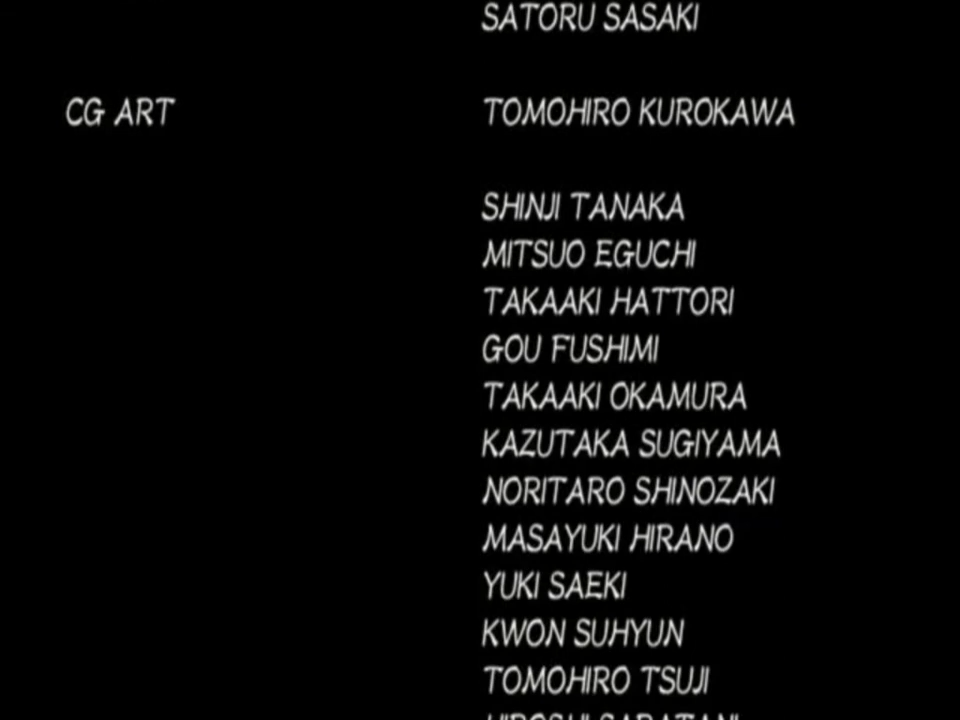 SATORU SASAKI
CG ART TOMOHIRO KUROKAWA
SHINJI TANAKA
MITSUO EGUCHI
TAKAAKI HATTORI
GOU FUSHIMI
TAKAAKI OKAMURA
KAZUTAKA SUGIYAMA
NORITARO SHINOZAKI
MASAYUKI HIRANO
YUKI SAEKI
KWON SUHYUN
TOMOHIRO TSUJI